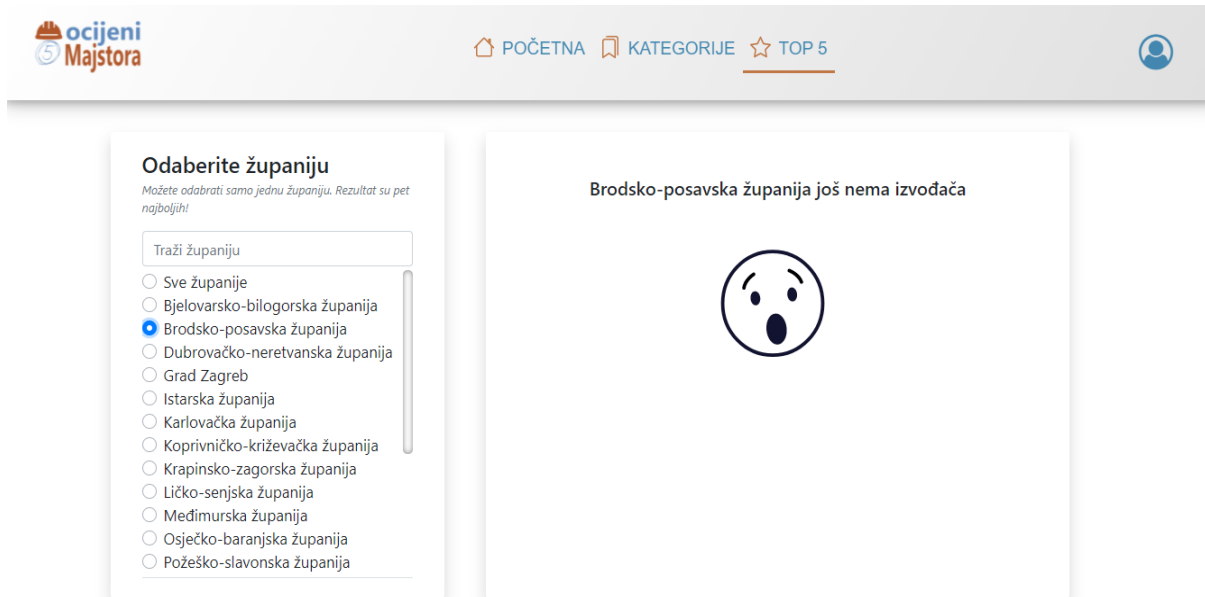 ocijeni
5 Majstora
POČETNA KATEGORIJE TOP 5
Odaberite županiju
Možete odabrati samo jednu županiju. Rezultat su pet
najboljih!
Traži županiju
Sve županije
Bjelovarsko-bilogorska županija
Brodsko-posavska županija
Dubrovačko-neretvanska županija
Grad Zagreb
Istarska županija
Karlovačka županija
Koprivničko-križevačka županija
Krapinsko-zagorska županija
Ličko-senjska županija
Međimurska županija
Osječko-baranjska županija
Požeško-slavonska županija
Brodsko-posavska županija još nema izvođača